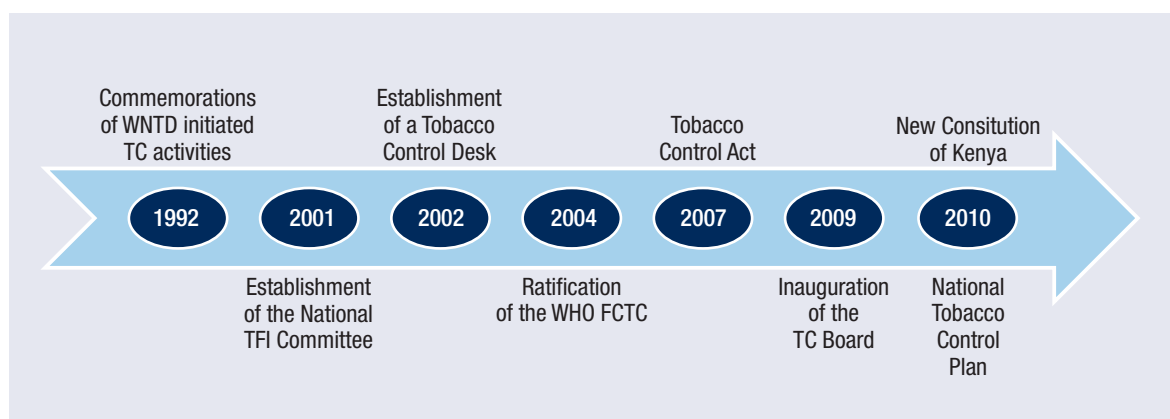 Commemorations
of WNTD initiated
TC activities
Establishment
of a Tobacco
Control Desk
Tobacco
Control Act
New Consitution
of Kenya
1992
2001
2002
2004
2007
2009
2010
Establishment
of the National
TFI Committee
Ratification
of the WHO FCTC
Inauguration
of the
TC Board
National
Tobacco
Control
Plan